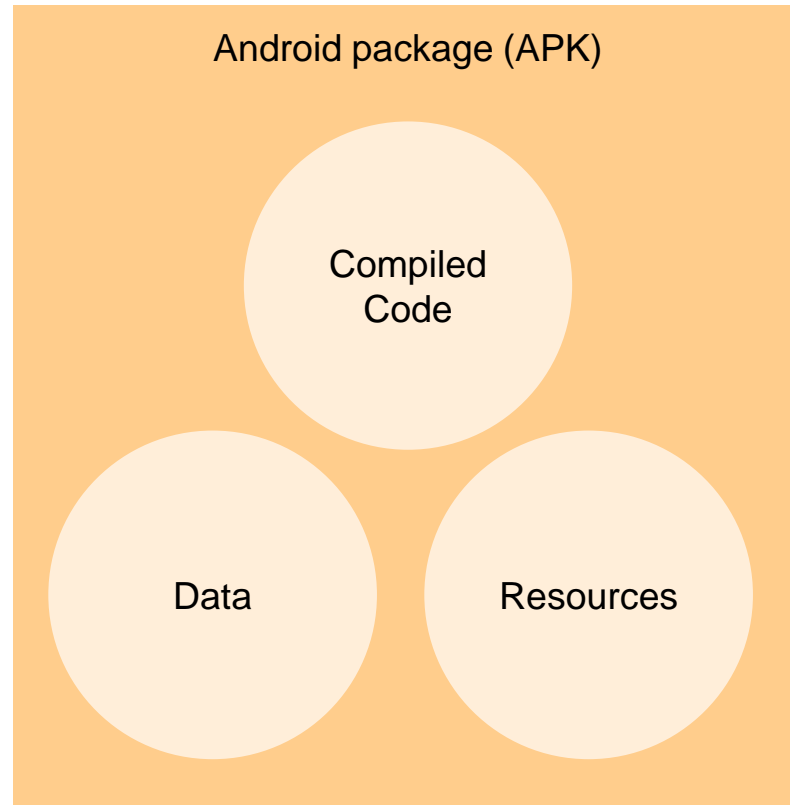 Android package (APK)
Compiled
Code
Data
Resources